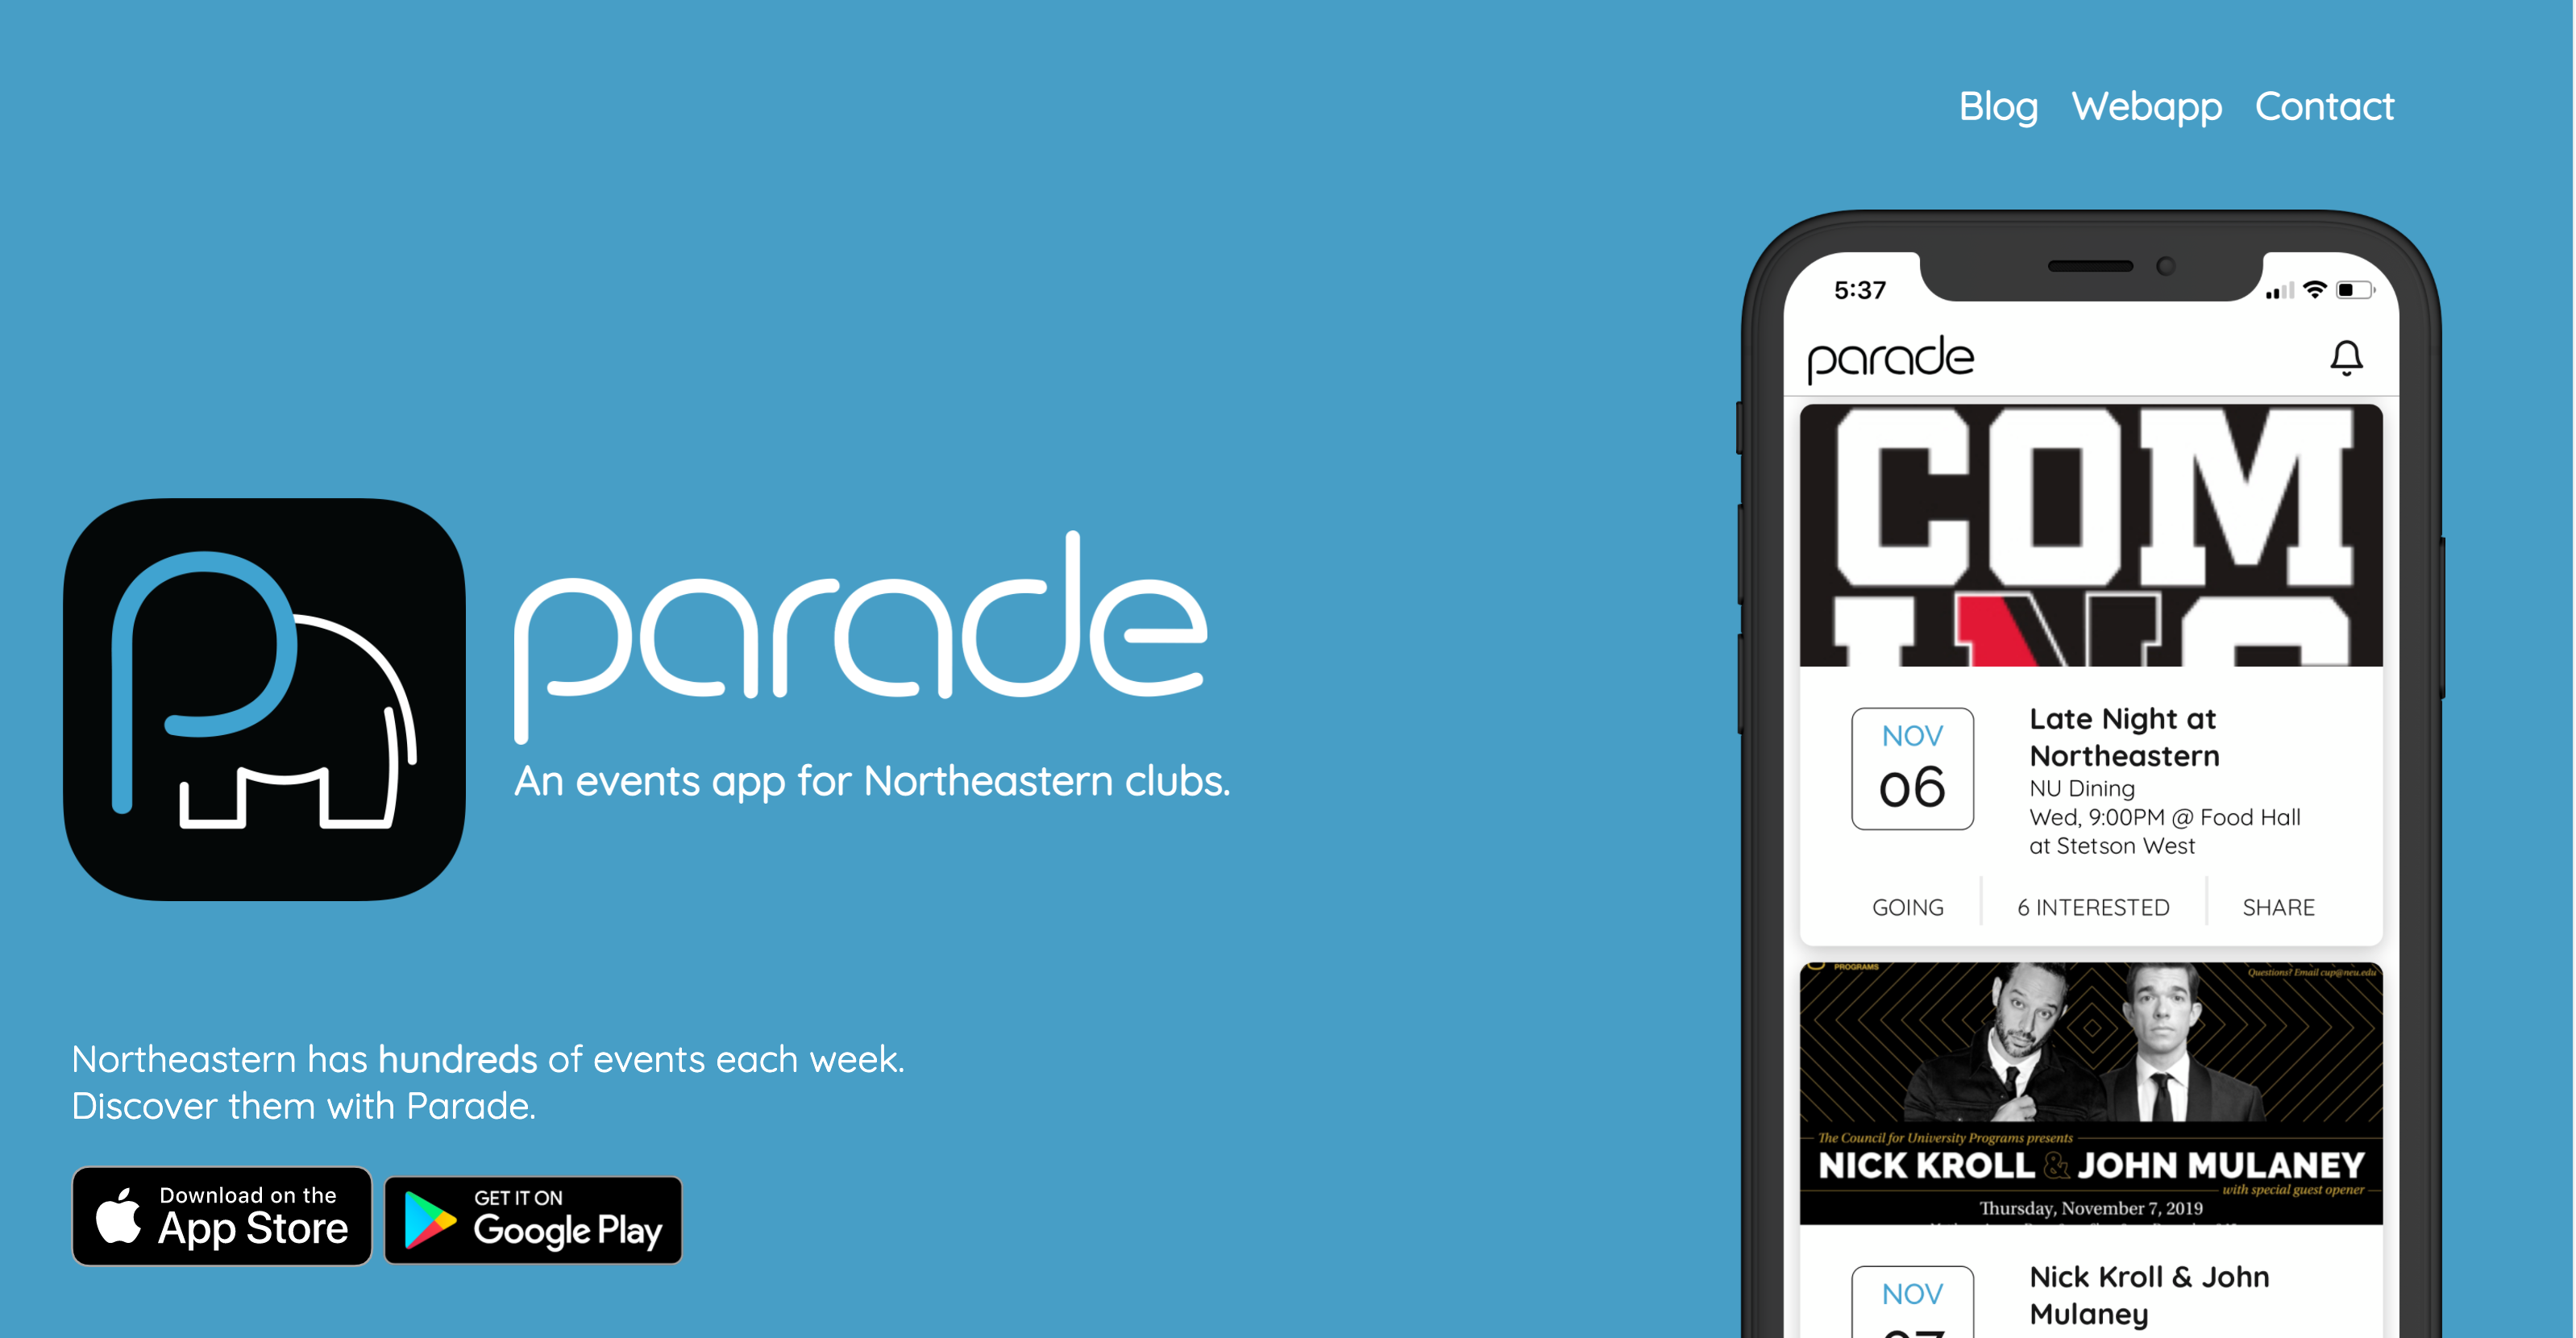 Blog Webapp Contact
parade
An events app for Northeastern clubs.
Northeastern has hundreds of events each week.
Discover them with Parade.
Download on the
App Store
GET IT ON
Google Play
5:37
parade
COM
NOV
06
Late Night at
Northeastern
NU Dining
Wed, 9:00PM @ Food Hall
at Stetson West
GOING
6 INTERESTED
SHARE
PROGRAMS
Questions? Email cup@neu.edu
The Council for University Programs presents
NICK KROLL & JOHN MULANEY
with special guest opener
Thursday, November 7, 2019
NOV
Nick Kroll & John
Mulaney